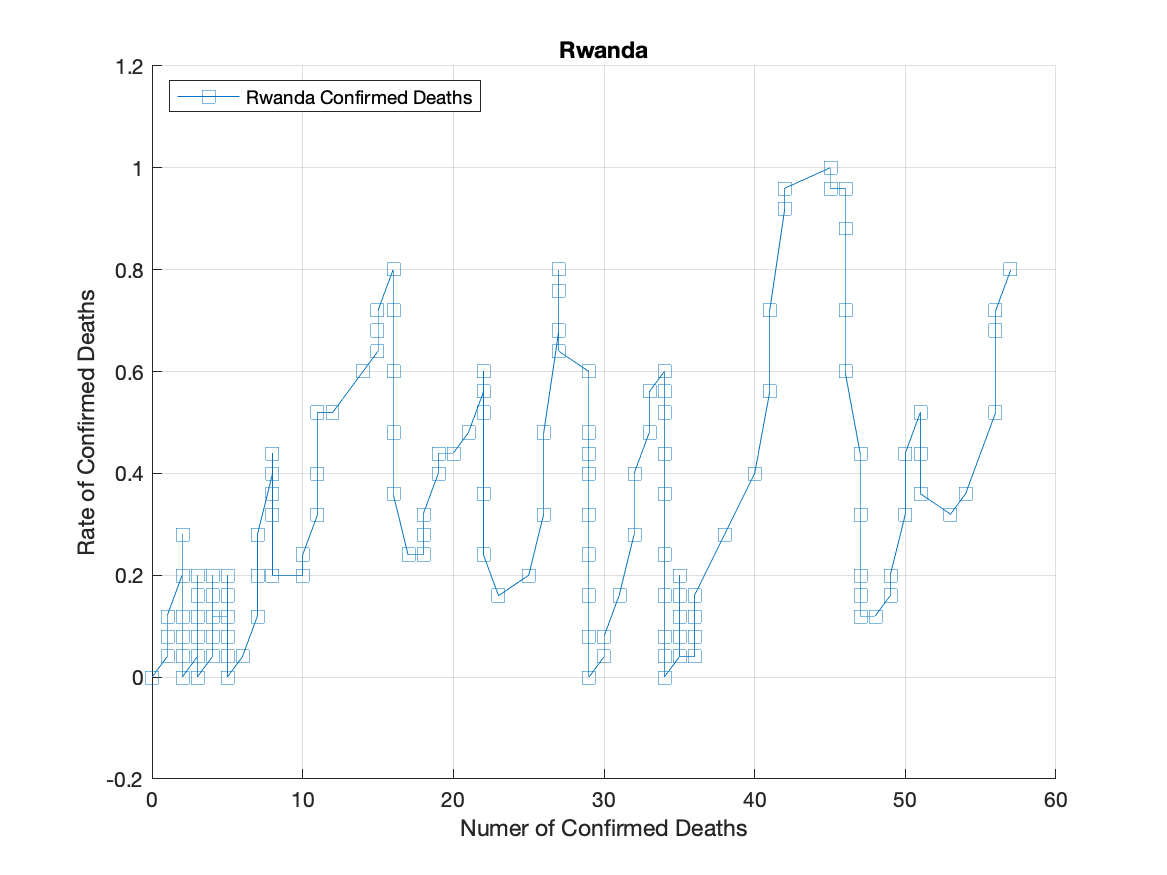 Rwanda
Rwanda Confirmed Deaths
1.2
1
0.8
0.6
0.4
0.2
0
-0.2
Rate of Confirmed Deaths
0 10 20 30 40 50 60
Numer of Confirmed Deaths